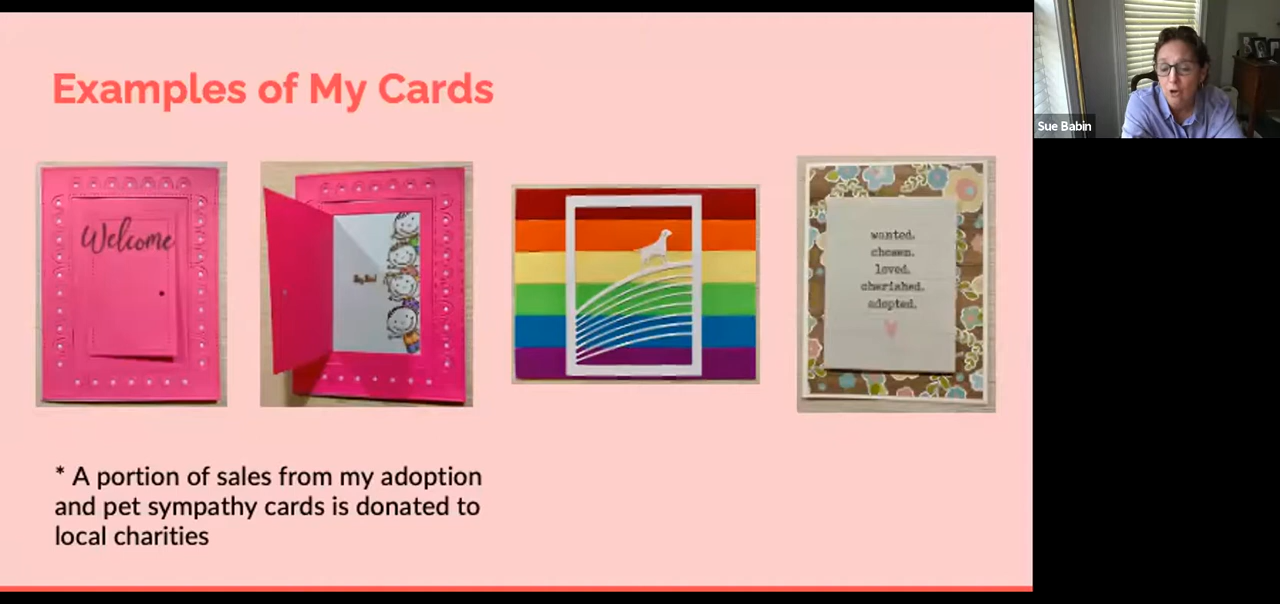 Examples of My Cards
Sue Babin
Welcome
wanted.
chosen.
loved.
cherished.
adopted.
* A portion of sales from my adoption
and pet sympathy cards is donated to
local charities